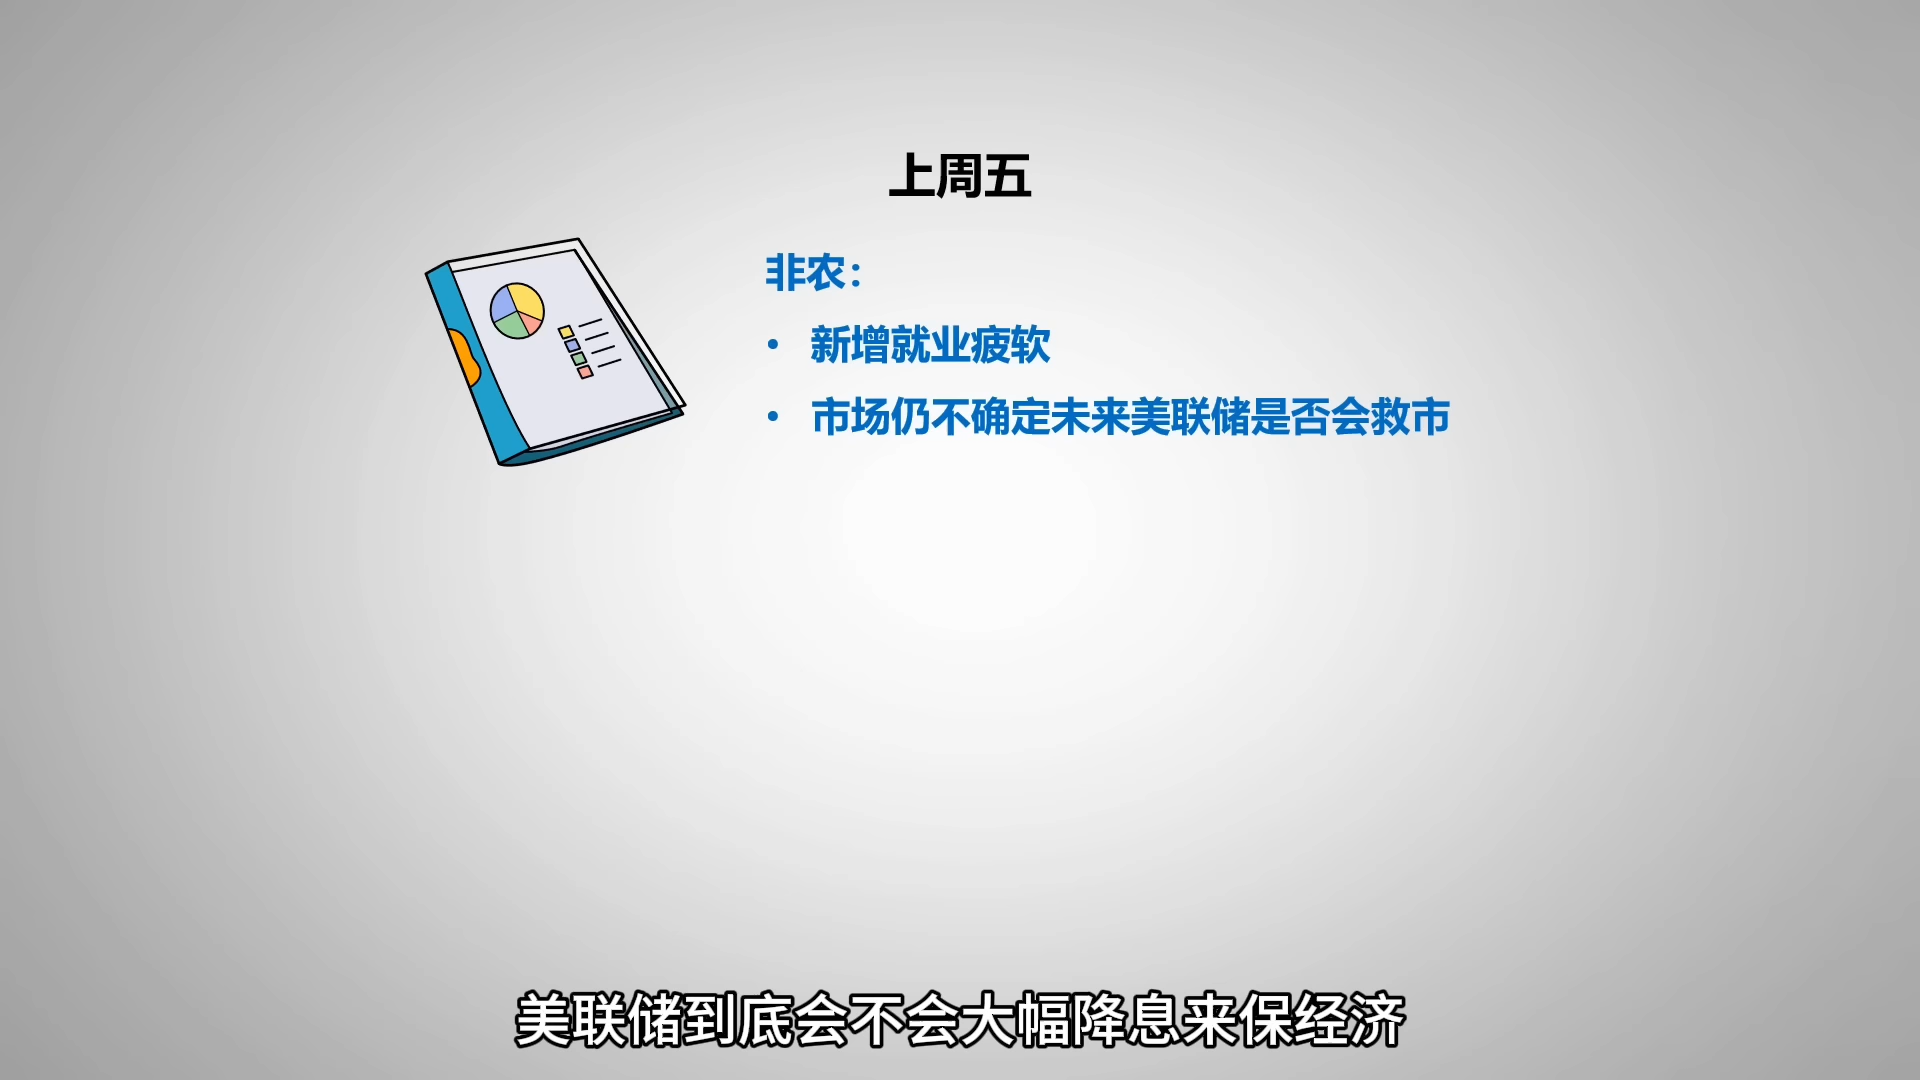 上周五
非农：
• 新增就业疲软
• 市场仍不确定未来美联储是否会救市
美联储到底会不会大幅降息来保经济